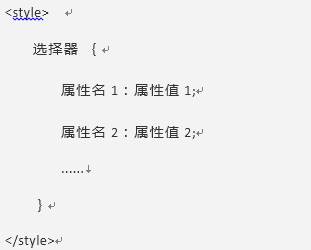 <style>
选择器 {
属性名 1：属性值 1;
属性名 2：属性值 2;
......
}
</style>